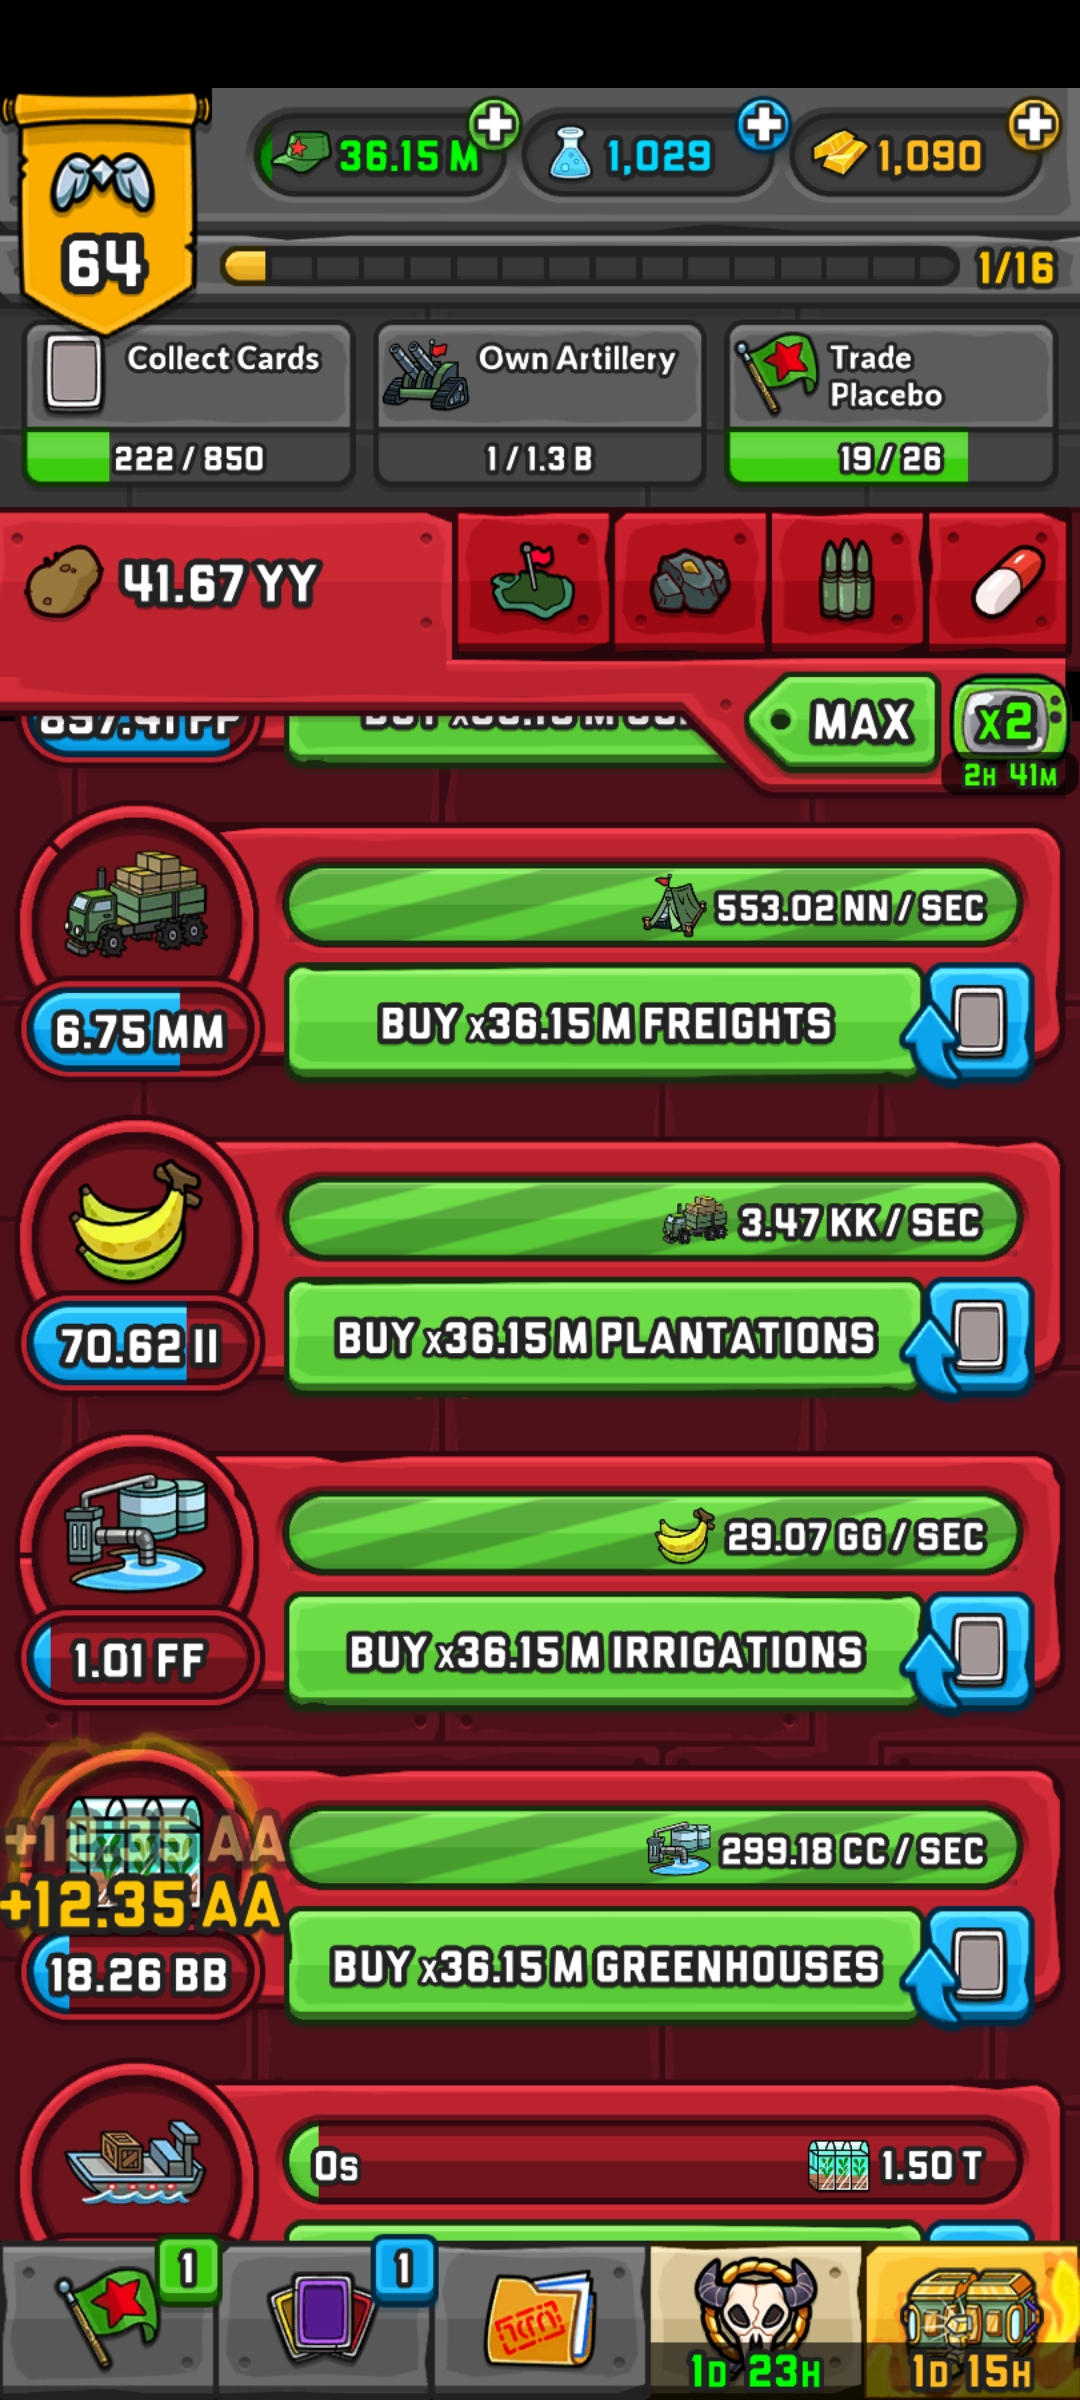 36.15 M
1,029
1,090
64
1/16
Collect Cards
222 / 850
Own Artillery
1 / 1.3 B
Trade
Placebo
19 / 26
41.67 YY
MAX
x2
2H 41M
897.41 FF
553.02 NN / SEC
6.75 MM
BUY x36.15 M FREIGHTS
3.47 KK / SEC
70.62 II
BUY x36.15 M PLANTATIONS
29.07 GG / SEC
1.01 FF
BUY x36.15 M IRRIGATIONS
+12.35 AA
+12.35 AA
299.18 CC / SEC
18.26 BB
BUY x36.15 M GREENHOUSES
0s
1.50 T
1
1
1D 23H
1D 15H